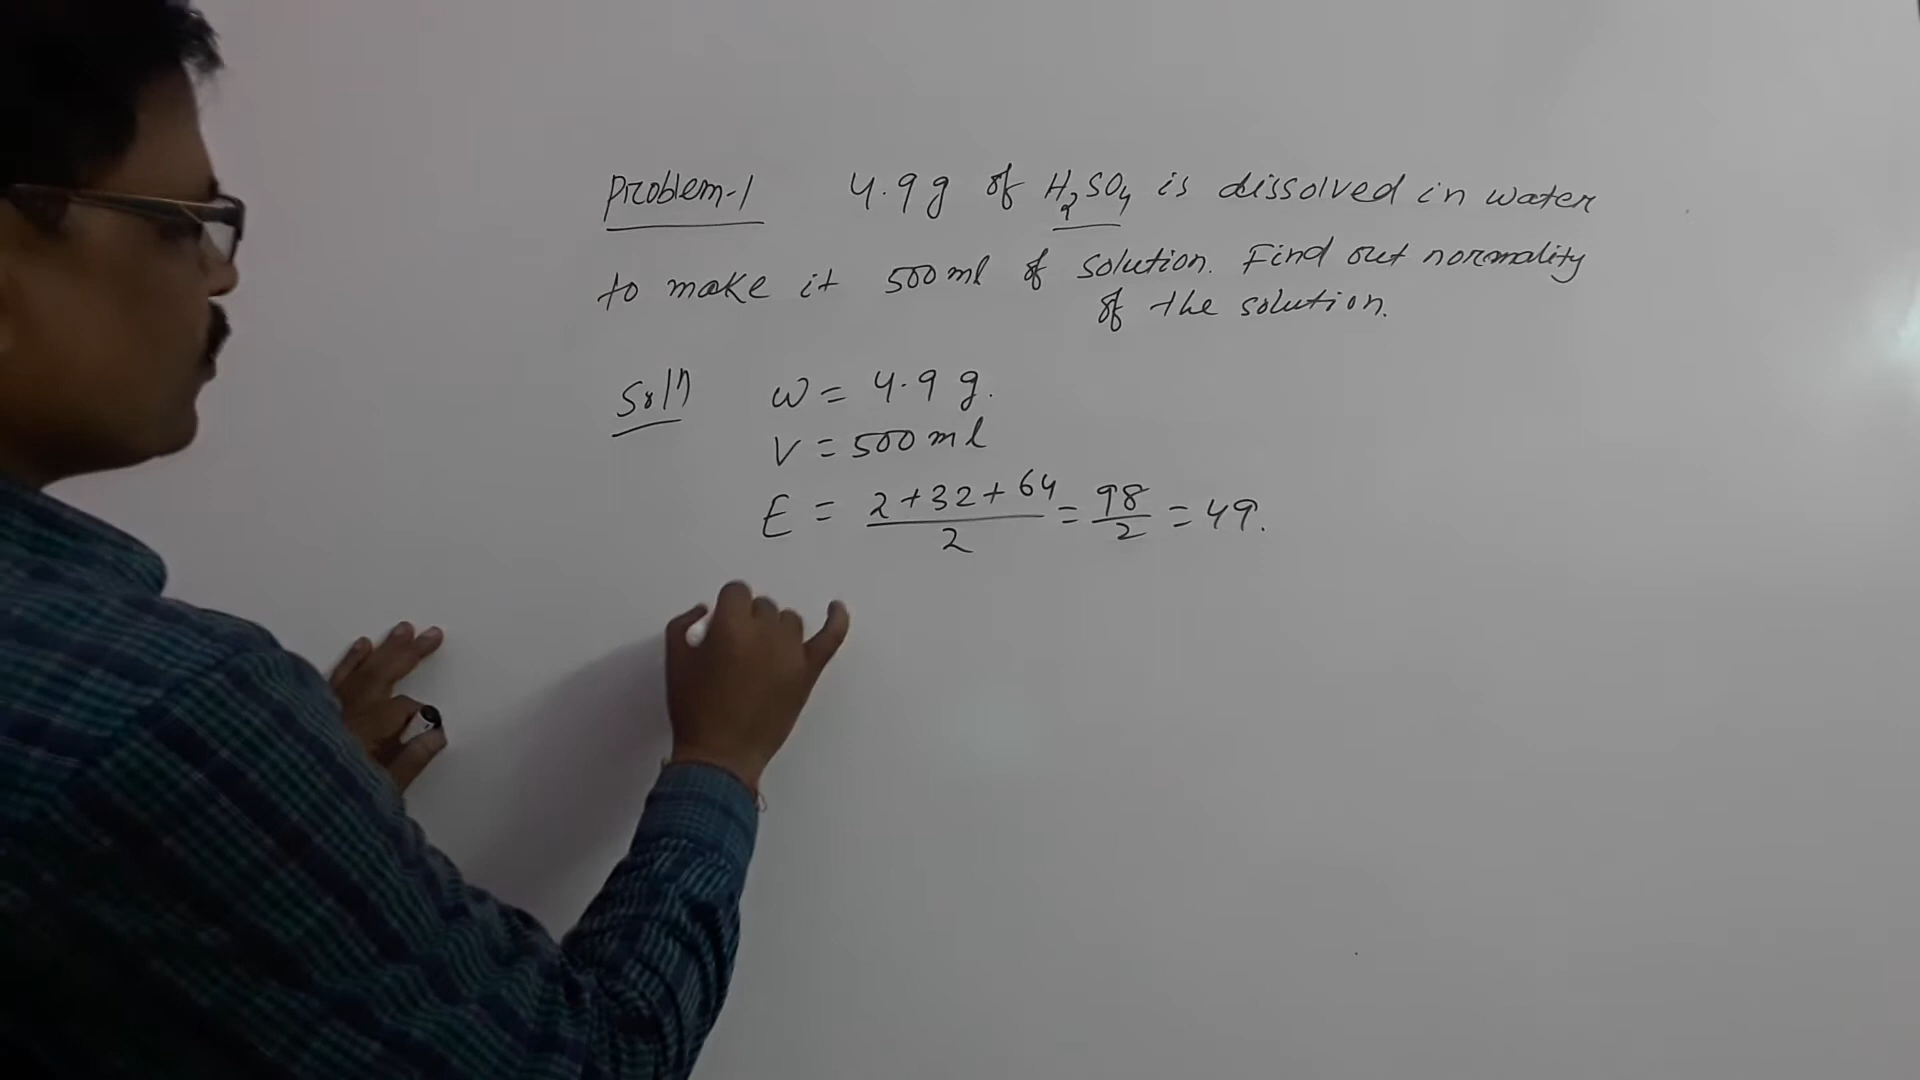 Problem-1 4.9 g of H₂SO₄ is dissolved in water
to make it 500 ml of solution. Find out normality
of the solution.
Solⁿ W = 4.9 g.
V = 500 ml
E = (2+32+64)/2 = 98/2 = 49.